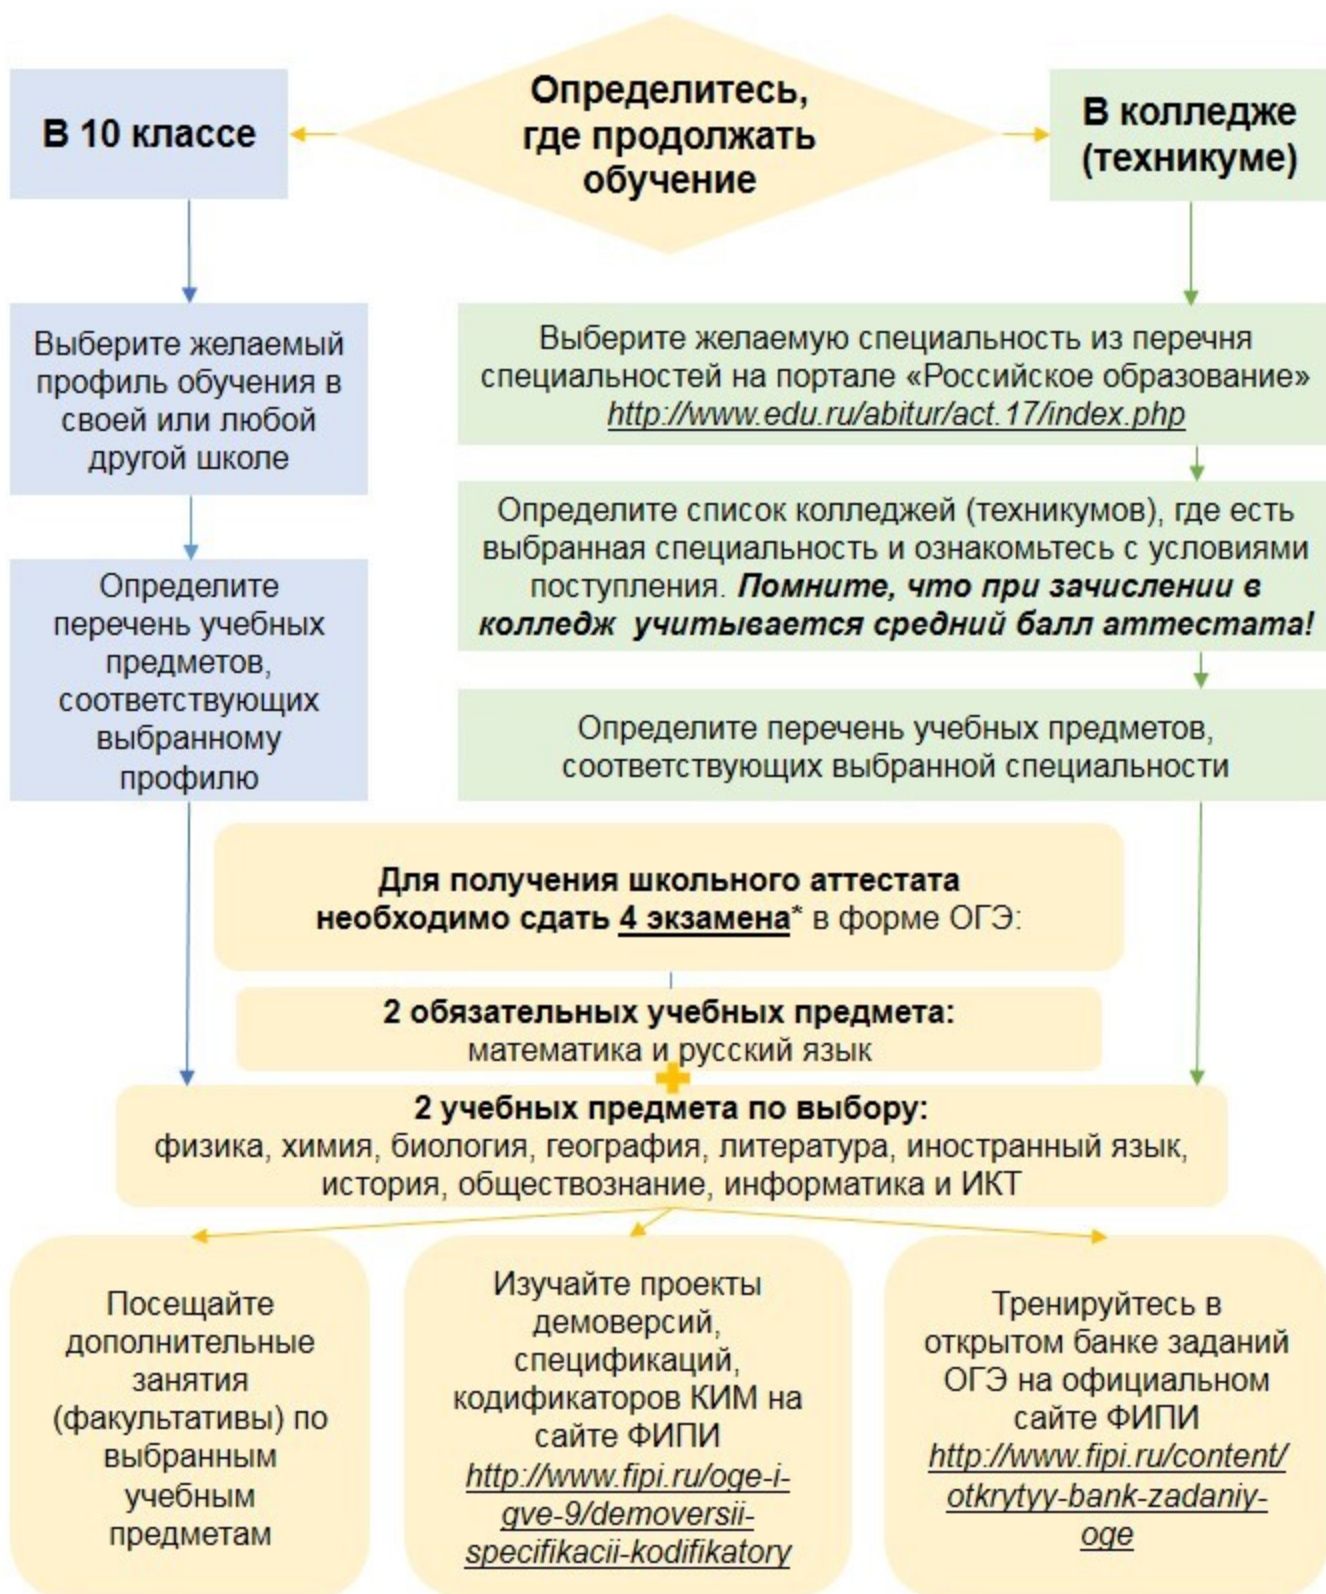 Определитесь,
где продолжать
обучение
В 10 классе
В колледже
(техникуме)
Выберите желаемый
профиль обучения в
своей или любой
другой школе
Определите
перечень учебных
предметов,
соответствующих
выбранному
профилю
Выберите желаемую специальность из перечня
специальностей на портале «Российское образование»
http://www.edu.ru/abitur/act.17/index.php
Определите список колледжей (техникумов), где есть
выбранная специальность и ознакомьтесь с условиями
поступления. Помните, что при зачислении в
колледж учитывается средний балл аттестата!
Определите перечень учебных предметов,
соответствующих выбранной специальности
Для получения школьного аттестата
необходимо сдать 4 экзамена* в форме ОГЭ:
2 обязательных учебных предмета:
математика и русский язык
2 учебных предмета по выбору:
физика, химия, биология, география, литература, иностранный язык,
история, обществознание, информатика и ИКТ
Посещайте
дополнительные
занятия
(факультативы) по
выбранным
учебным
предметам
Изучайте проекты
демоверсий,
спецификаций,
кодификаторов КИМ на
сайте ФИПИ
http://www.fipi.ru/oge-i-
gve-9/demoversii-
specifikacii-kodifikatory
Тренируйтесь в
открытом банке заданий
ОГЭ на официальном
сайте ФИПИ
http://www.fipi.ru/content/
otkrytyy-bank-zadaniy-
oge